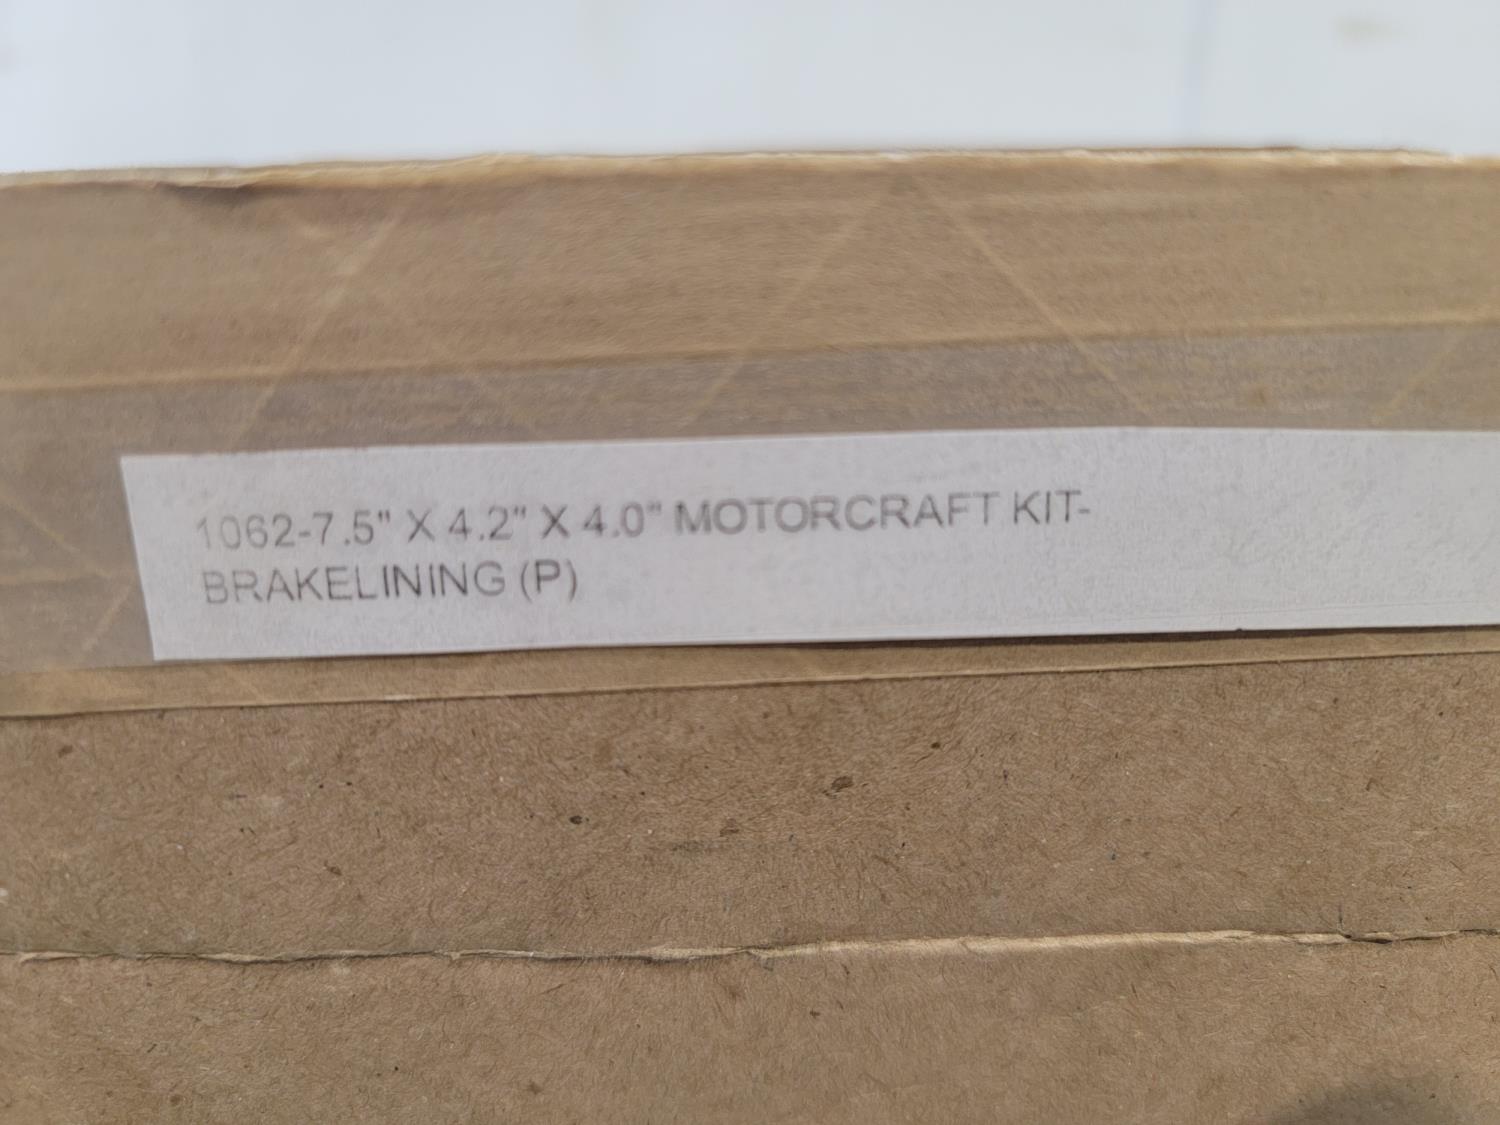 1062-7.5" X 4.2" X 4.0" MOTORCRAFT KIT-
BRAKELINING (P)